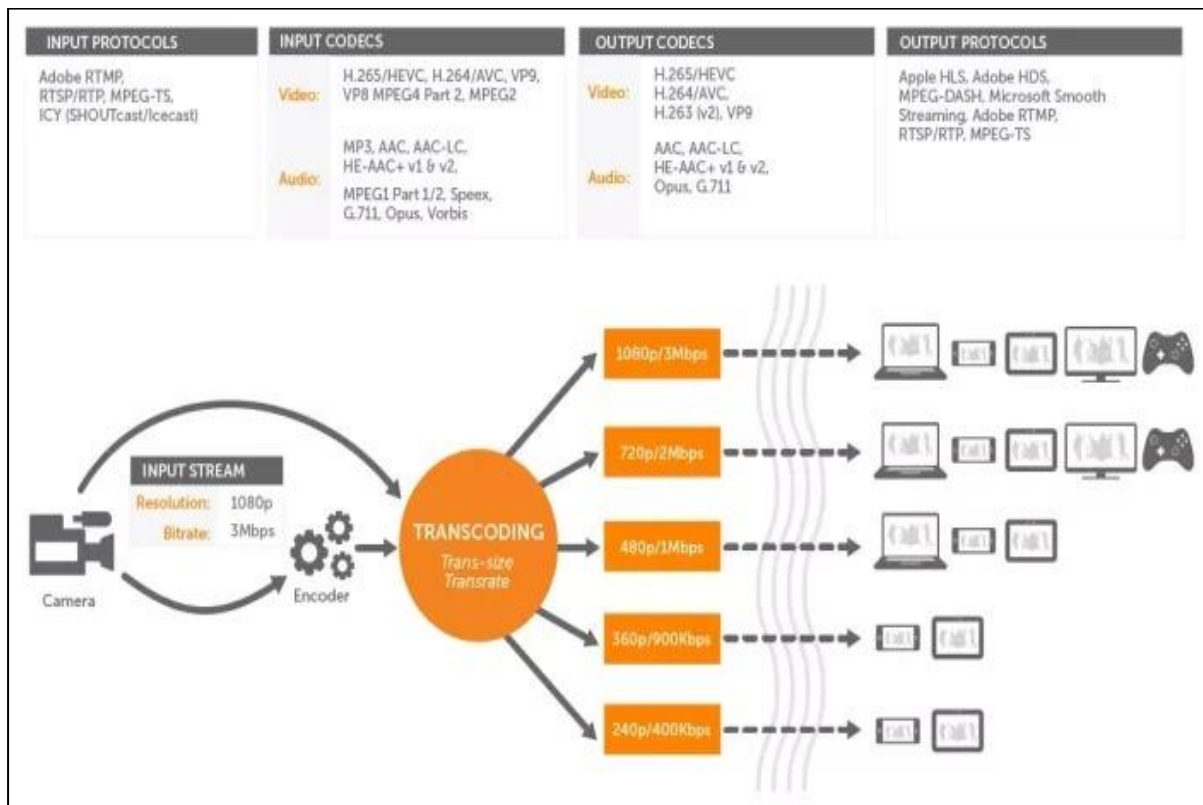 INPUT PROTOCOLS
Adobe RTMP,
RTSP/RTP, MPEG-TS,
ICY (SHOUTcast/Icecast)
INPUT CODECS
Video:
H.265/HEVC, H.264/AVC, VP9,
VP8 MPEG4 Part 2, MPEG2
Audio:
MP3, AAC, AAC-LC,
HE-AAC+ v1 & v2,
MPEG1 Part 1/2, Speex,
G.711, Opus, Vorbis
OUTPUT CODECS
Video:
H.265/HEVC
H.264/AVC
H.263 (v2), VP9
Audio:
AAC, AAC-LC,
HE-AAC+ v1 & v2,
Opus, G.711
OUTPUT PROTOCOLS
Apple HLS, Adobe HDS,
MPEG-DASH, Microsoft Smooth
Streaming, Adobe RTMP,
RTSP/RTP, MPEG-TS
INPUT STREAM
Resolution: 1080p
Bitrate: 3Mbps
Camera
Encoder
TRANSCODING
Trans-size
Transrate
1080p/3Mbps
720p/2Mbps
480p/1Mbps
360p/900Kbps
240p/400Kbps